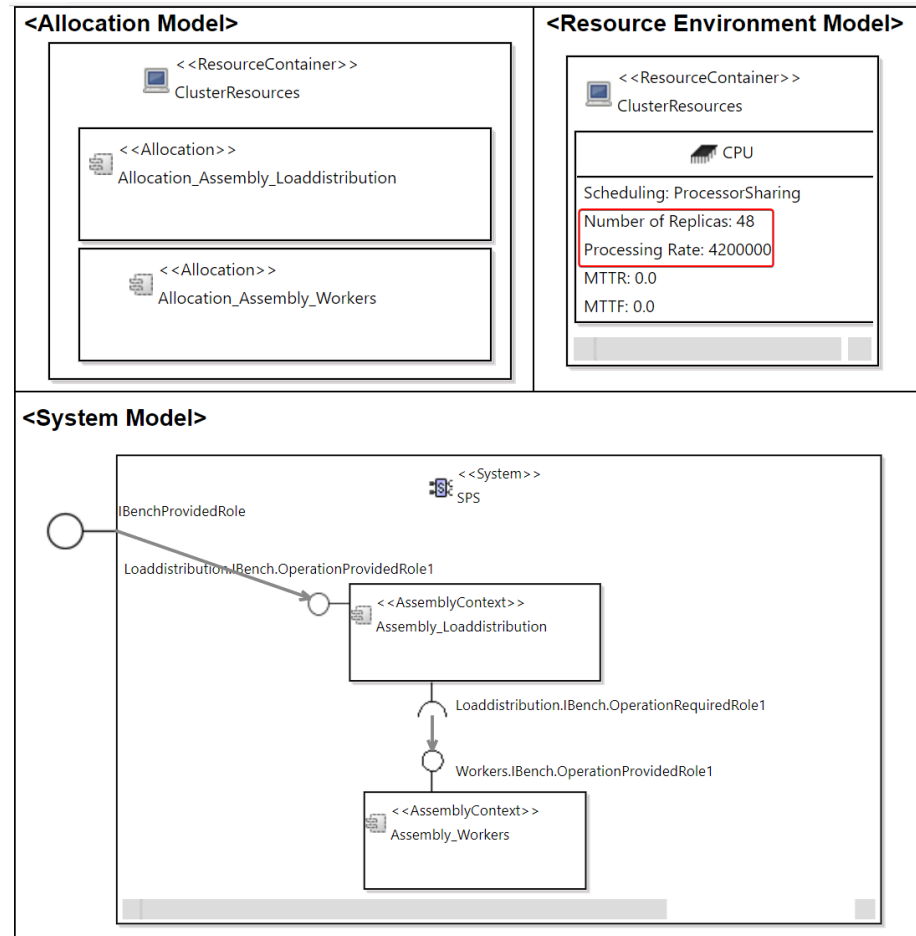 <Allocation Model>
<<ResourceContainer>>
ClusterResources
<<Allocation>>
Allocation_Assembly_Loaddistribution
<<Allocation>>
Allocation_Assembly_Workers
<Resource Environment Model>
<<ResourceContainer>>
ClusterResources
CPU
Scheduling: ProcessorSharing
Number of Replicas: 48
Processing Rate: 4200000
MTTR: 0.0
MTTF: 0.0
<System Model>
<<System>>
SPS
IBenchProvidedRole
Loaddistribution.IBench.OperationProvidedRole1
<<AssemblyContext>>
Assembly_Loaddistribution
Loaddistribution.IBench.OperationRequiredRole1
Workers.IBench.OperationProvidedRole1
<<AssemblyContext>>
Assembly_Workers